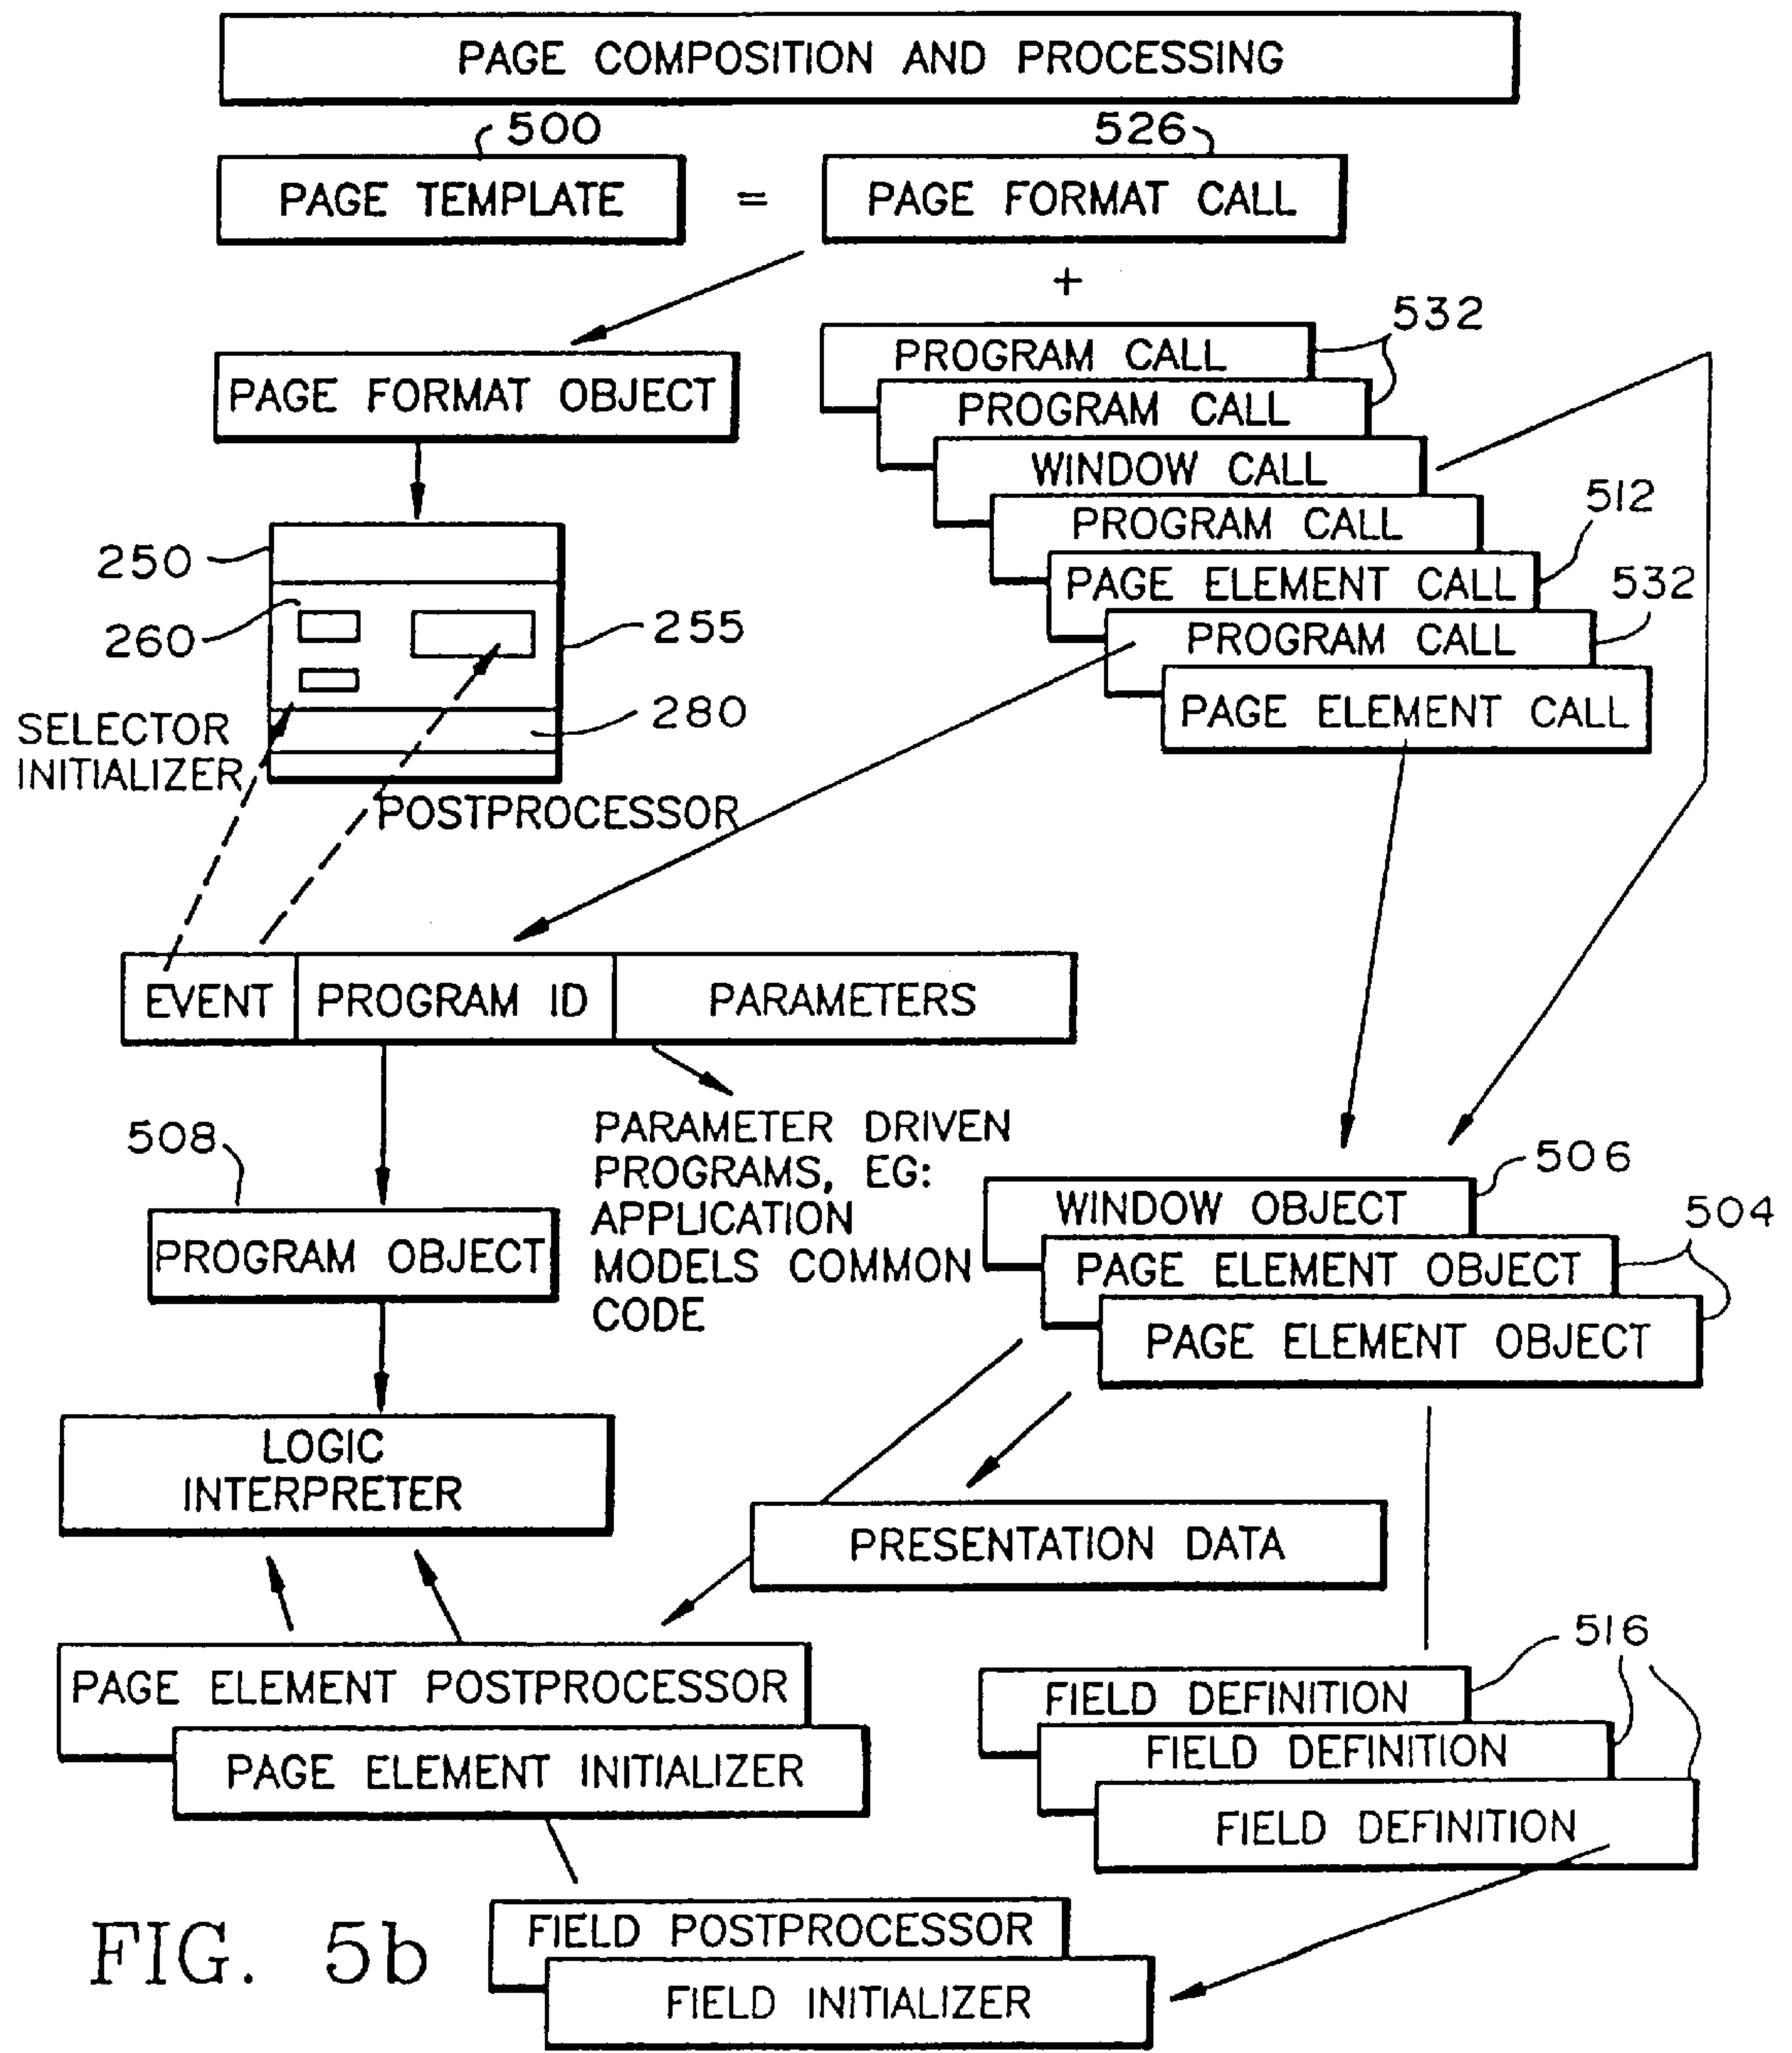 PAGE COMPOSITION AND PROCESSING
500
526
PAGE TEMPLATE = PAGE FORMAT CALL
+
532
PROGRAM CALL
PAGE FORMAT OBJECT
PROGRAM CALL
WINDOW CALL
512
PROGRAM CALL
250
PAGE ELEMENT CALL
532
260
255
PROGRAM CALL
280
PAGE ELEMENT CALL
SELECTOR
INITIALIZER
POSTPROCESSOR
EVENT PROGRAM ID PARAMETERS
508
PARAMETER DRIVEN
PROGRAMS, EG:
APPLICATION
MODELS COMMON
CODE
506
WINDOW OBJECT
504
PROGRAM OBJECT
PAGE ELEMENT OBJECT
PAGE ELEMENT OBJECT
LOGIC
INTERPRETER
PRESENTATION DATA
516
PAGE ELEMENT POSTPROCESSOR
FIELD DEFINITION
FIELD DEFINITION
PAGE ELEMENT INITIALIZER
FIELD DEFINITION
FIELD POSTPROCESSOR
FIELD INITIALIZER
FIG. 5b